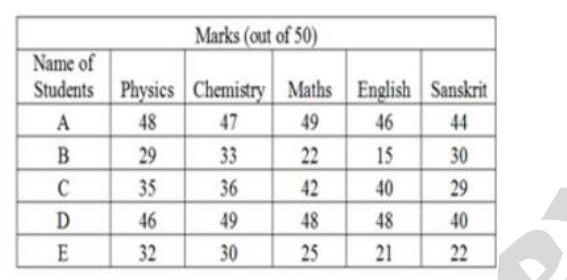 Marks (out of 50)
Name of
Students Physics Chemistry Maths English Sanskrit
A 48 47 49 46 44
B 29 33 22 15 30
C 35 36 42 40 29
D 46 49 48 48 40
E 32 30 25 21 22